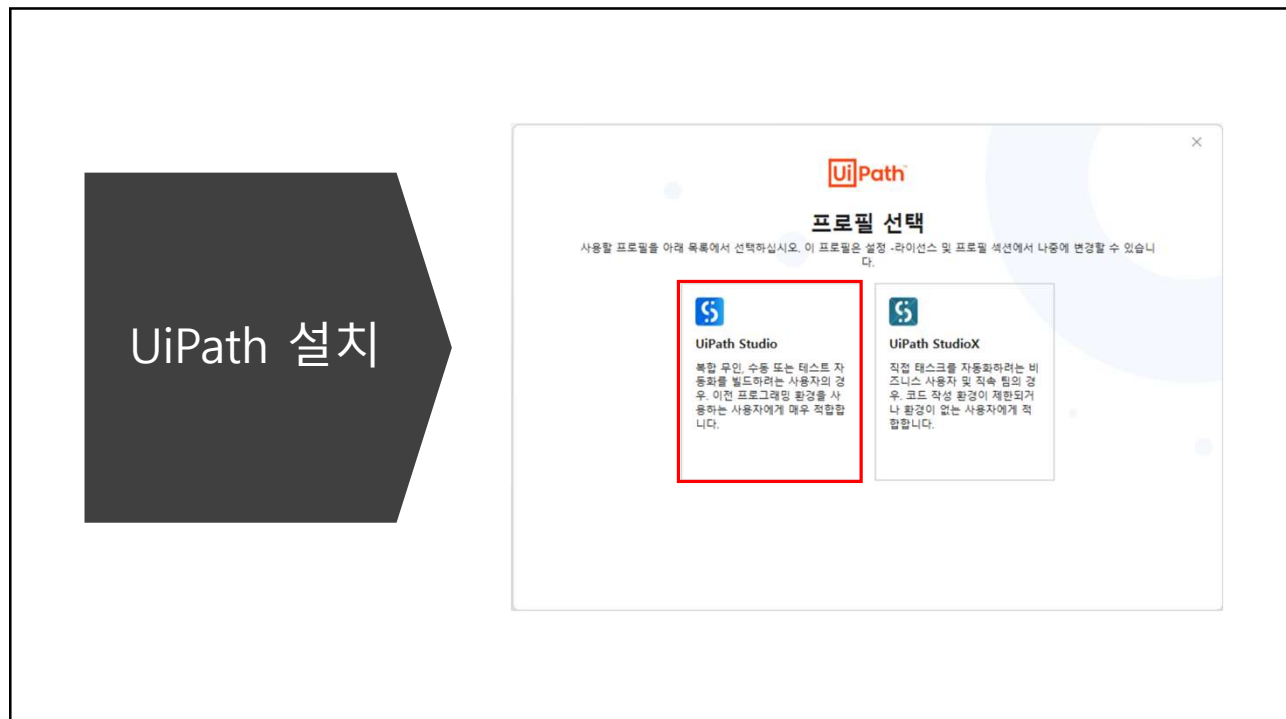 UiPath 설치
UiPath
프로필 선택
사용할 프로필을 아래 목록에서 선택하십시오. 이 프로필은 설정 -라이선스 및 프로필 섹션에서 나중에 변경할 수 있습니
다.
UiPath Studio
복합 무인, 수동 또는 테스트 자
동화를 빌드하려는 사용자의 경
우. 이전 프로그래밍 환경을 사
용하는 사용자에게 매우 적합합
니다.
UiPath StudioX
직접 태스크를 자동화하려는 비
즈니스 사용자 및 직속 팀의 경
우. 코드 작성 환경이 제한되거
나 환경이 없는 사용자에게 적
합합니다.